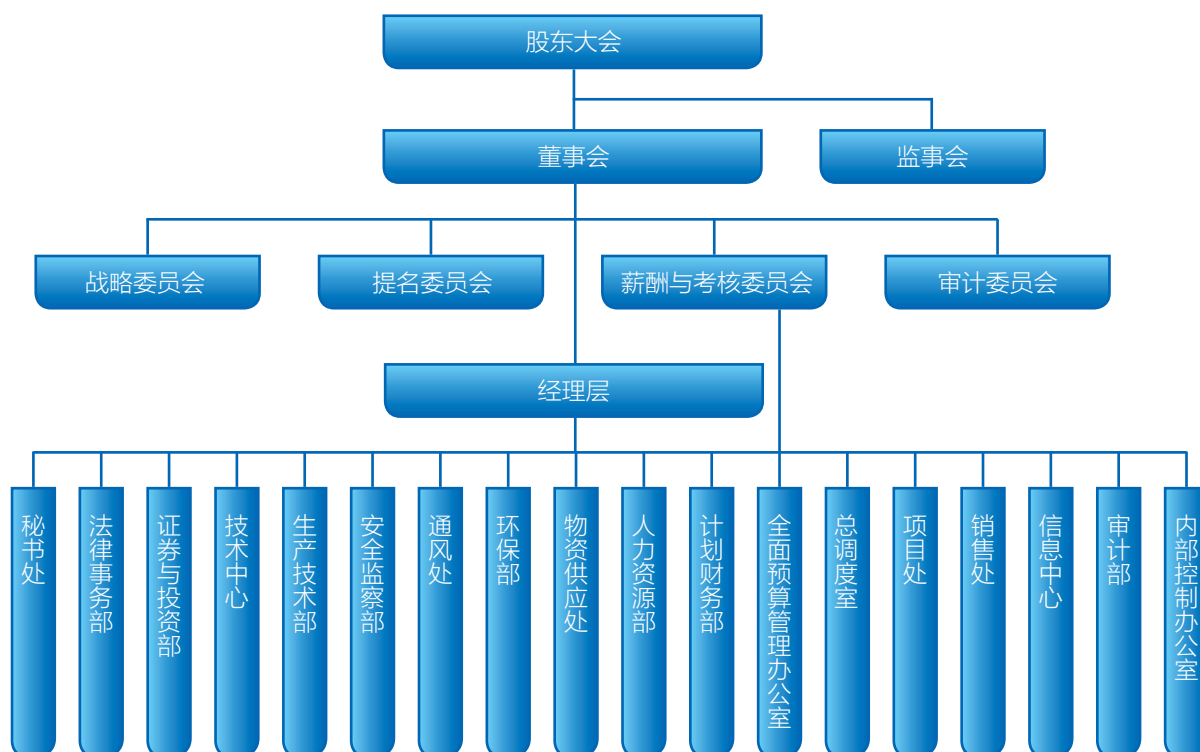 股东大会
董事会
监事会
战略委员会
提名委员会
薪酬与考核委员会
审计委员会
经理层
秘书处
法律事务部
证券与投资部
技术中心
生产技术部
安全监察部
通风处
环保部
物资供应处
人力资源部
计划财务部
全面预算管理办公室
总调度室
项目处
销售处
信息中心
审计部
内部控制办公室